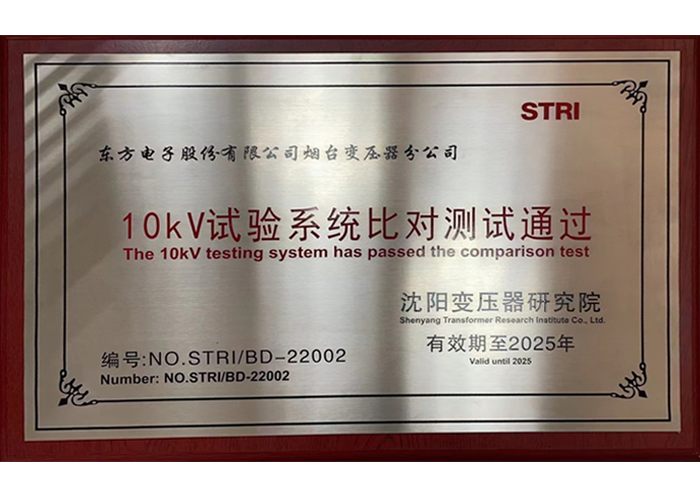 STRI
东方电子股份有限公司烟台变压器分公司
10kV试验系统比对测试通过
The 10kV testing system has passed the comparison test
沈阳变压器研究院
Shenyang Transformer Research Institute Co., Ltd.
编号:NO.STRI/BD-22002
Number: NO.STRI/BD-22002
有效期至2025年
Valid until 2025